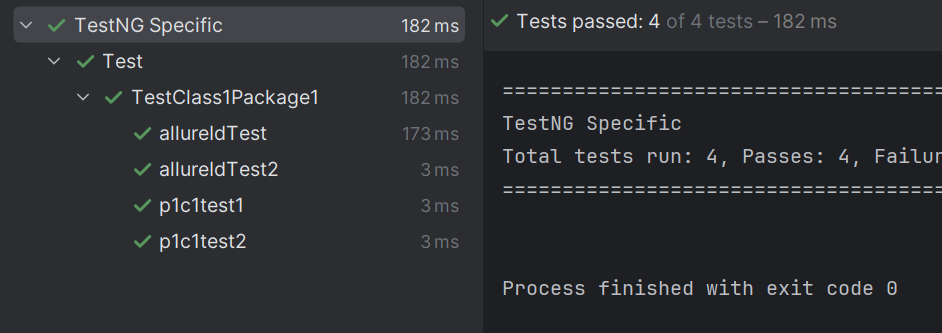 TestNG Specific 182 ms
Test 182 ms
TestClass1Package1 182 ms
allureIdTest 173 ms
allureIdTest2 3 ms
p1c1test1 3 ms
p1c1test2 3 ms
Tests passed: 4 of 4 tests – 182 ms
===============================================
TestNG Specific
Total tests run: 4, Passes: 4, Failur
===============================================
Process finished with exit code 0